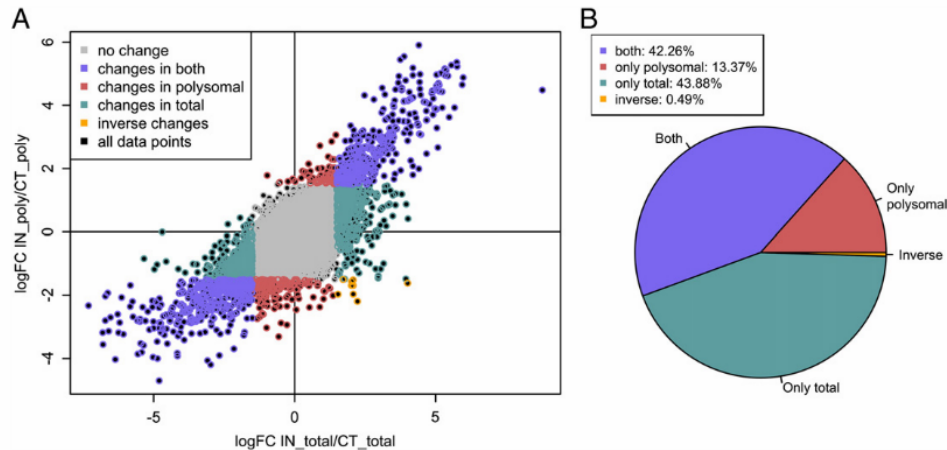 A
no change
changes in both
changes in polysomal
changes in total
inverse changes
all data points
logFC IN_poly/CT_poly
6
4
2
0
-2
-4
-5
0
5
logFC IN_total/CT_total
B
both: 42.26%
only polysomal: 13.37%
only total: 43.88%
inverse: 0.49%
Both
Only
polysomal
Inverse
Only total